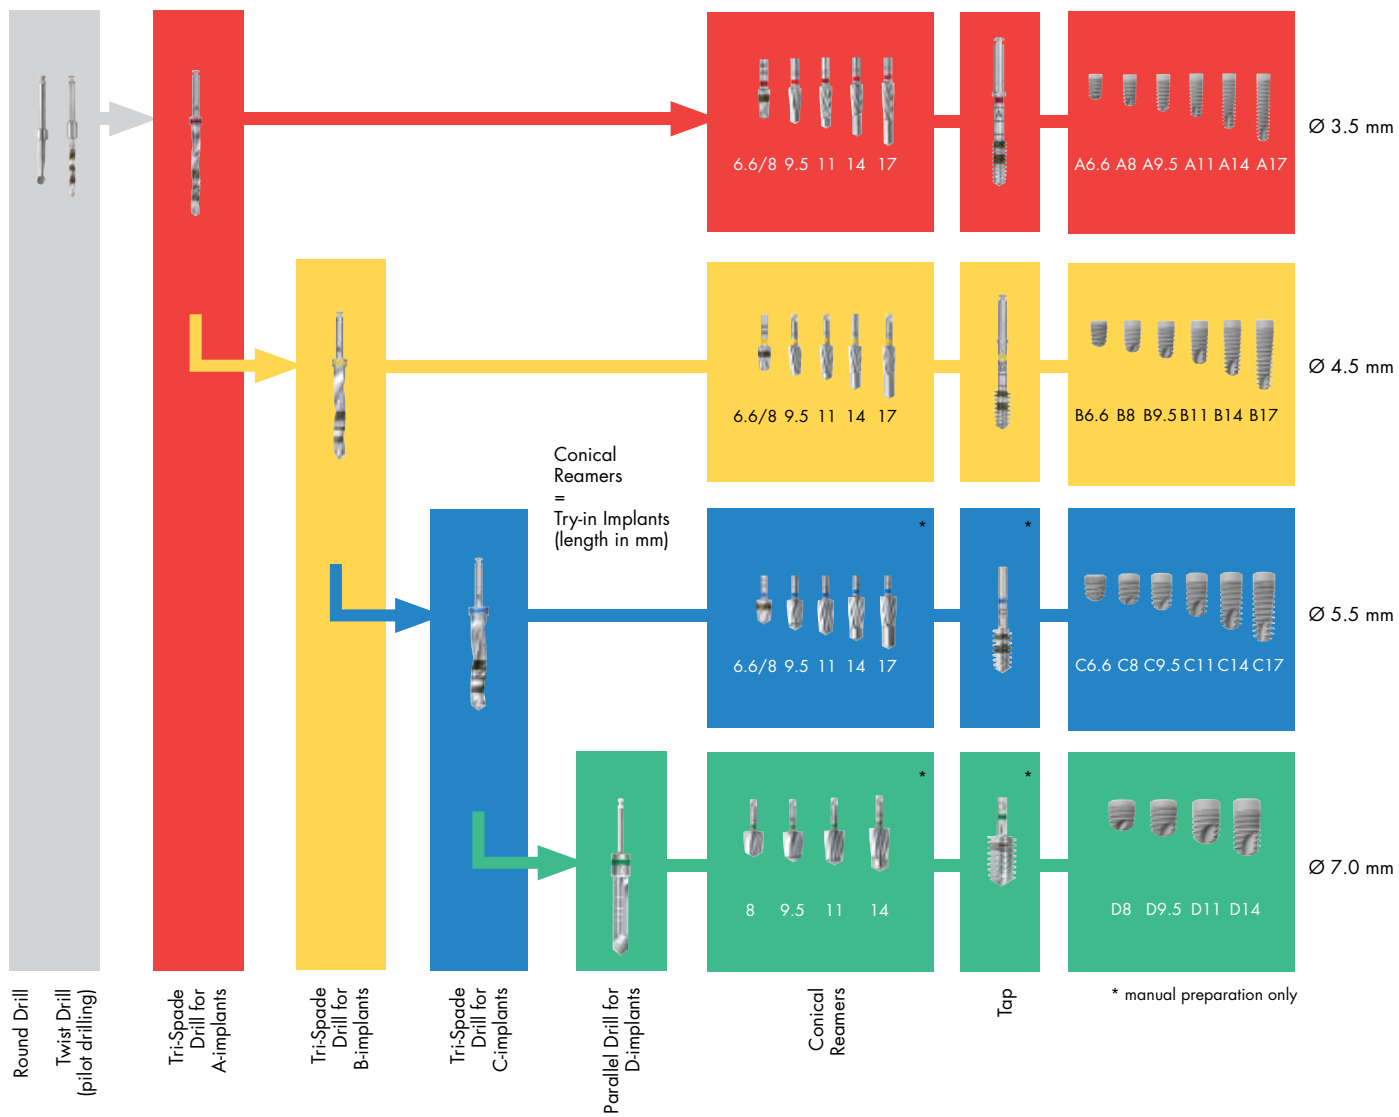 6.6/8 9.5 11 14 17
A6.6 A8 A9.5 A11 A14 A17
Ø 3.5 mm
6.6/8 9.5 11 14 17
B6.6 B8 B9.5 B11 B14 B17
Ø 4.5 mm
Conical
Reamers
=
Try-in Implants
(length in mm)
*
*
6.6/8 9.5 11 14 17
C6.6 C8 C9.5 C11 C14 C17
Ø 5.5 mm
*
*
8 9.5 11 14
D8 D9.5 D11 D14
Ø 7.0 mm
* manual preparation only
Round Drill
Twist Drill
(pilot drilling)
Tri-Spade
Drill for
A-implants
Tri-Spade
Drill for
B-implants
Tri-Spade
Drill for
C-implants
Parallel Drill for
D-implants
Conical
Reamers
Tap